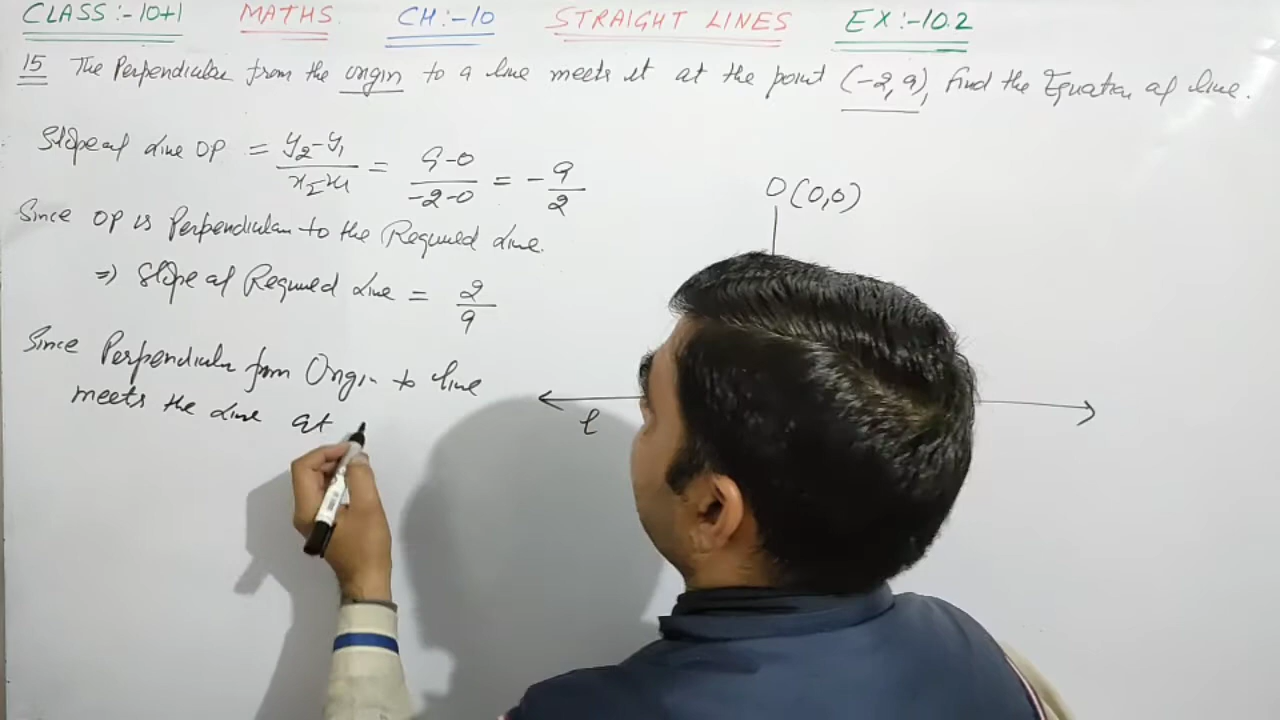 CLASS :-10+1 MATHS. CH:-10 STRAIGHT LINES EX:-10.2
15 The Perpendicular from the origin to a line meets it at the point (-2, 9), find the Equation of line.
Slope of Line OP = y2-y1 / x2-x1 = 9-0 / -2-0 = - 9/2
Since OP is Perpendicular to the Required Line.
⇒ Slope of Required Line = 2/9
Since Perpendicular from Origin to line
meets the Line at
O(0,0)
l